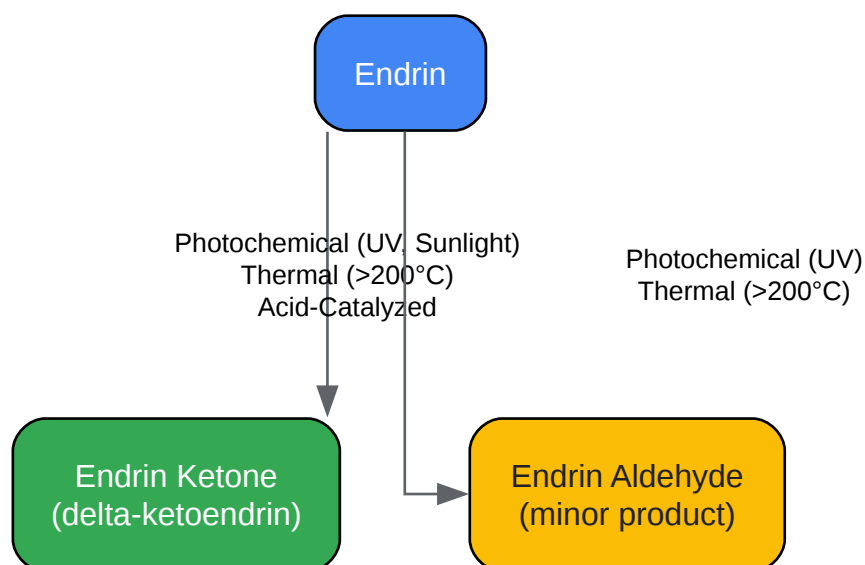 Endrin
Photochemical (UV, Sunlight)
Thermal (>200°C)
Acid-Catalyzed
Photochemical (UV)
Thermal (>200°C)
Endrin Ketone
(delta-ketoendrin)
Endrin Aldehyde
(minor product)